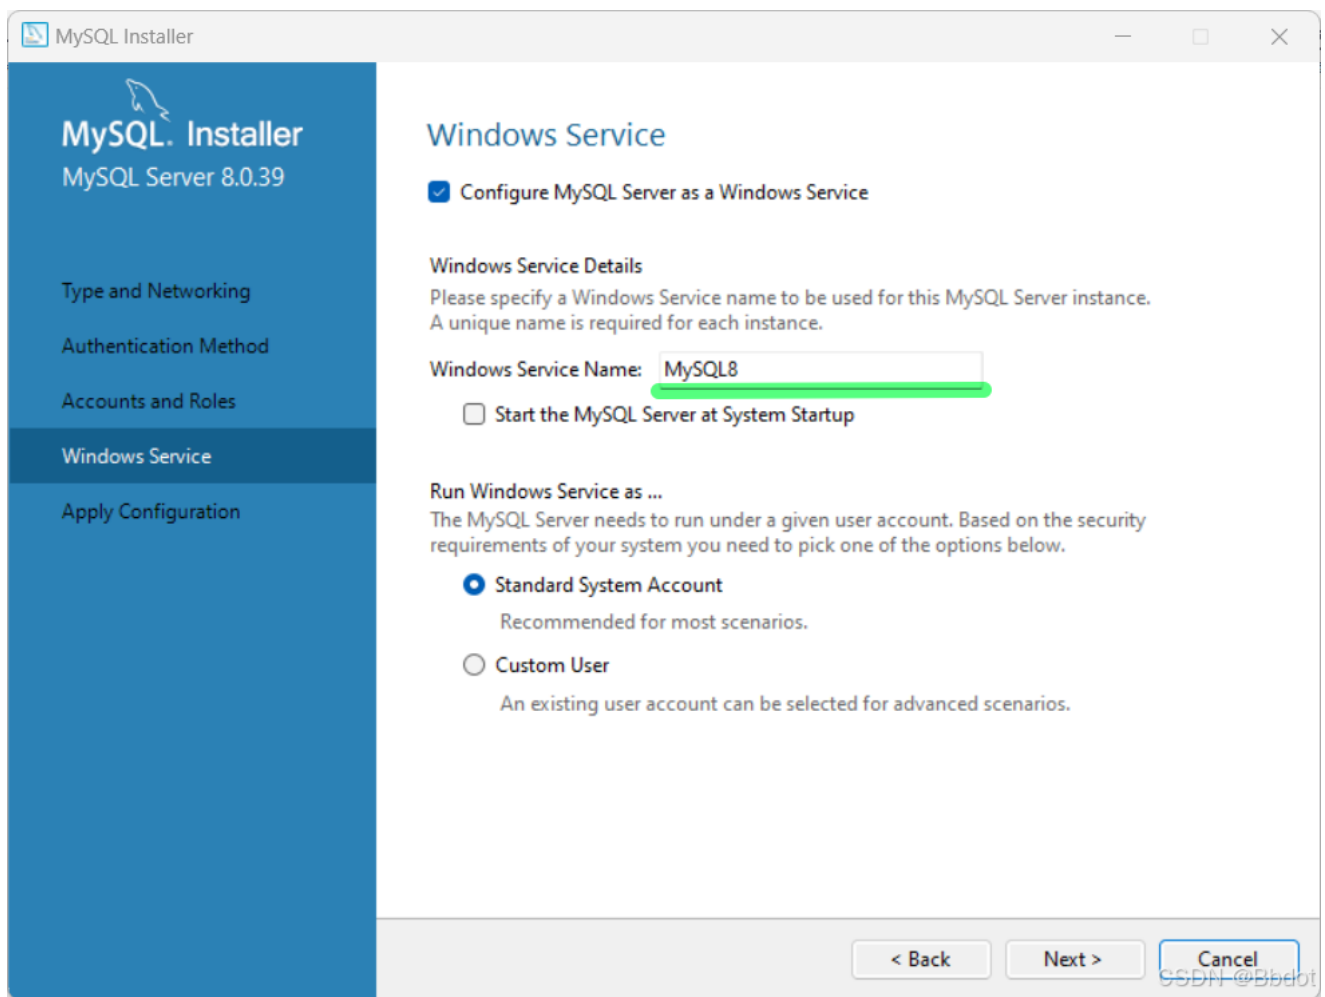 MySQL Installer
MySQL. Installer
MySQL Server 8.0.39
Type and Networking
Authentication Method
Accounts and Roles
Windows Service
Apply Configuration
Windows Service
Configure MySQL Server as a Windows Service
Windows Service Details
Please specify a Windows Service name to be used for this MySQL Server instance.
A unique name is required for each instance.
Windows Service Name: MySQL8
Start the MySQL Server at System Startup
Run Windows Service as ...
The MySQL Server needs to run under a given user account. Based on the security
requirements of your system you need to pick one of the options below.
Standard System Account
Recommended for most scenarios.
Custom User
An existing user account can be selected for advanced scenarios.
< Back
Next >
Cancel
CSDN @Bbdot